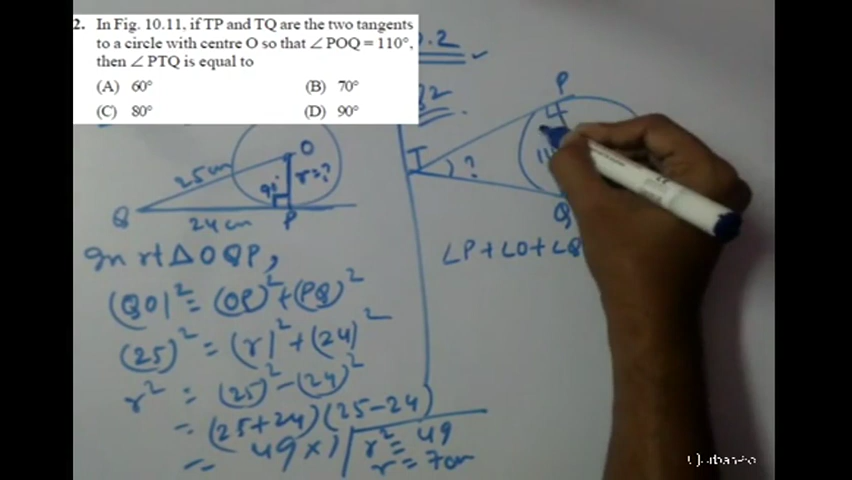 2. In Fig. 10.11, if TP and TQ are the two tangents
to a circle with centre O so that ∠POQ = 110°,
then ∠PTQ is equal to
(A) 60° (B) 70°
(C) 80° (D) 90°
.2
O
25cm
r=?
90°
Q
24cm
P
In rt △OQP,
(QO)² = (OP)² + (PQ)²
(25)² = (r)² + (24)²
r² = (25)² - (24)²
= (25+24)(25-24)
= 49×1
r² = 49
r = 7cm
P
T
?
Q
∠P + ∠O + ∠Q